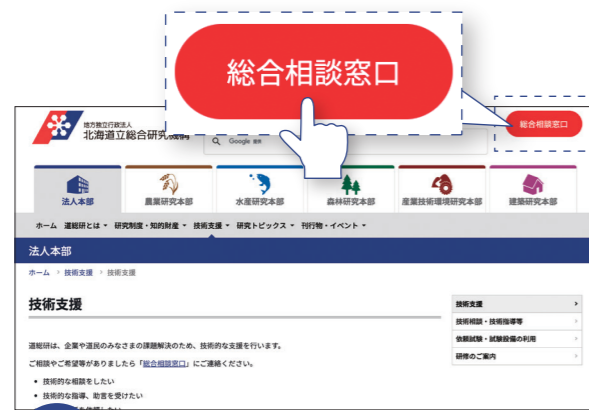 総合相談窓口
地方独立行政法人
北海道立総合研究機構
Google
総合相談窓口
法人本部
農業研究本部
水産研究本部
森林研究本部
産業技術環境研究本部
建築研究本部
ホーム 道総研とは 研究制度・知的財産 技術支援 研究トピックス 刊行物・イベント
法人本部
ホーム > 技術支援 > 技術支援
技術支援
道総研は、企業や道民のみなさまの課題解決のため、技術的な支援を行います。
ご相談やご希望等がありましたら「総合相談窓口」にご連絡ください。
• 技術的な相談をしたい
• 技術的な指導、助言を受けたい
技術支援
技術相談・技術指導等
依頼試験・試験設備の利用
研修のご案内